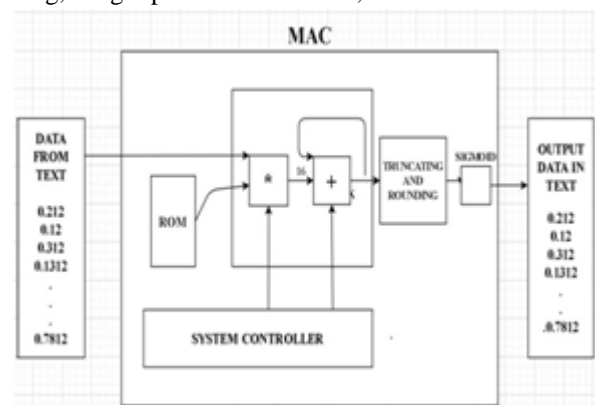 MAC
DATA
FROM
TEXT
0.212
0.12
0.312
0.1312
.
.
.
0.7812
ROM
*
16
+
TRUNCATING
AND
ROUNDING
SIGMOID
SYSTEM CONTROLLER
.
OUTPUT
DATA IN
TEXT
0.212
0.12
0.312
0.1312
.
.
.0.7812